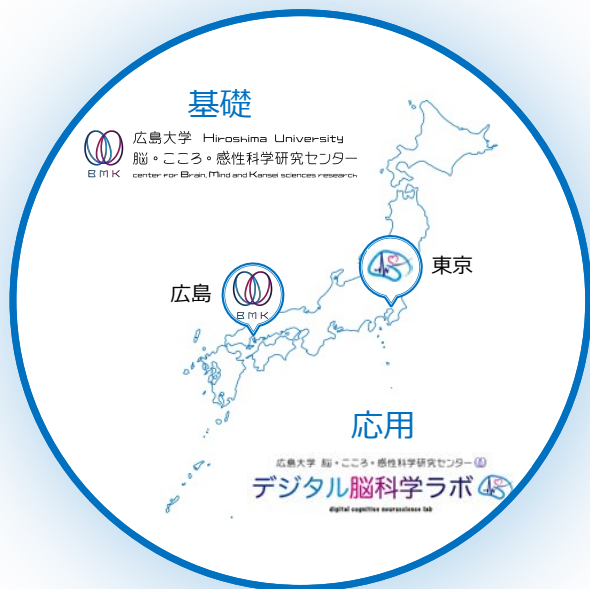 基礎
広島大学 Hiroshima University
脳・こころ・感性科学研究センター
BMK
center for Brain, Mind and Kansei sciences research
東京
広島
BMK
応用
広島大学 脳・こころ・感性科学研究センター
デジタル脳科学ラボ
digital cognitive neuroscience lab